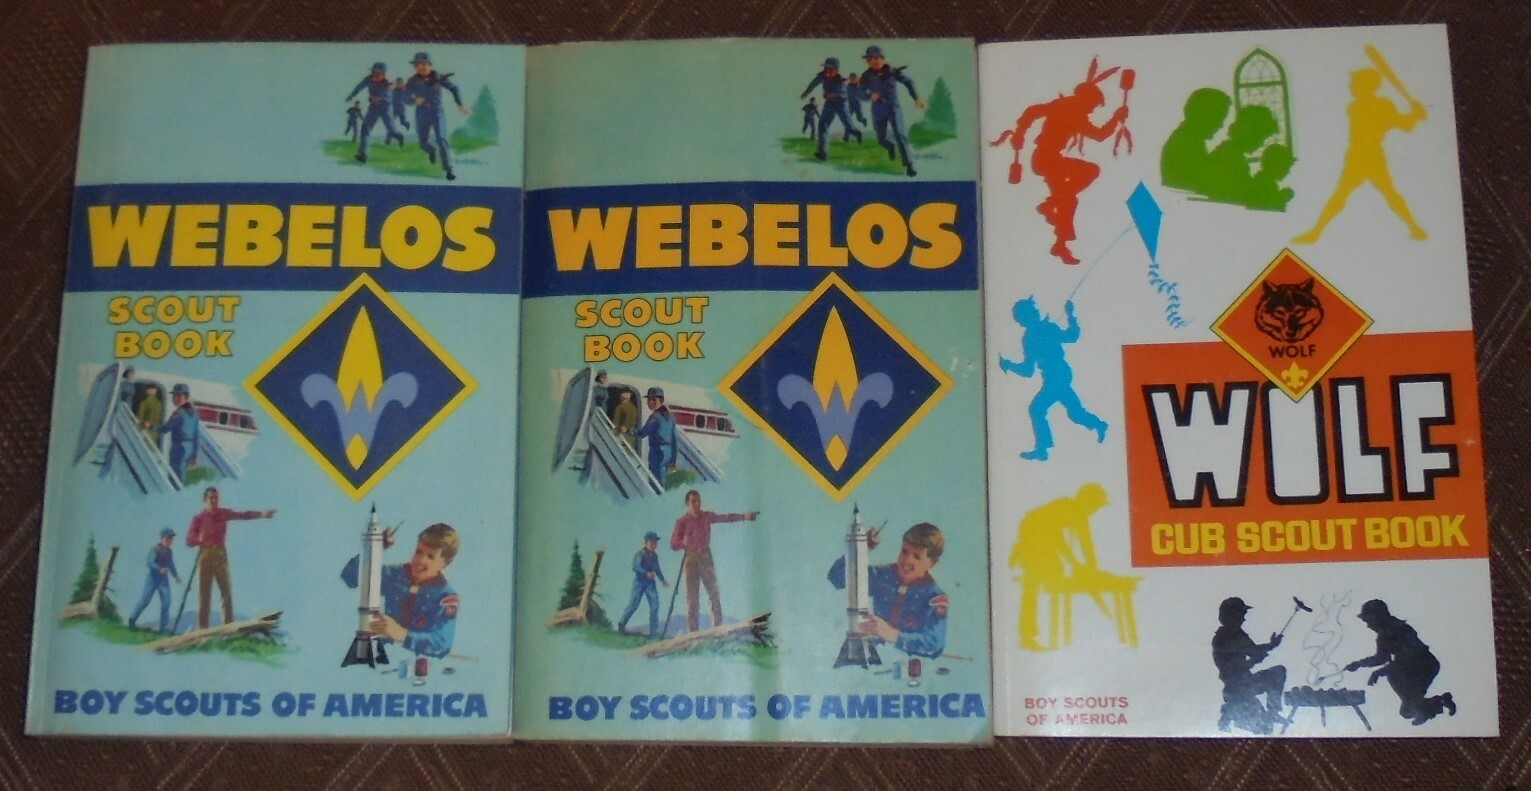 WEBELOS
SCOUT
BOOK
BOY SCOUTS OF AMERICA
WEBELOS
SCOUT
BOOK
BOY SCOUTS OF AMERICA
WOLF
WOLF
CUB SCOUT BOOK
BOY SCOUTS
OF AMERICA